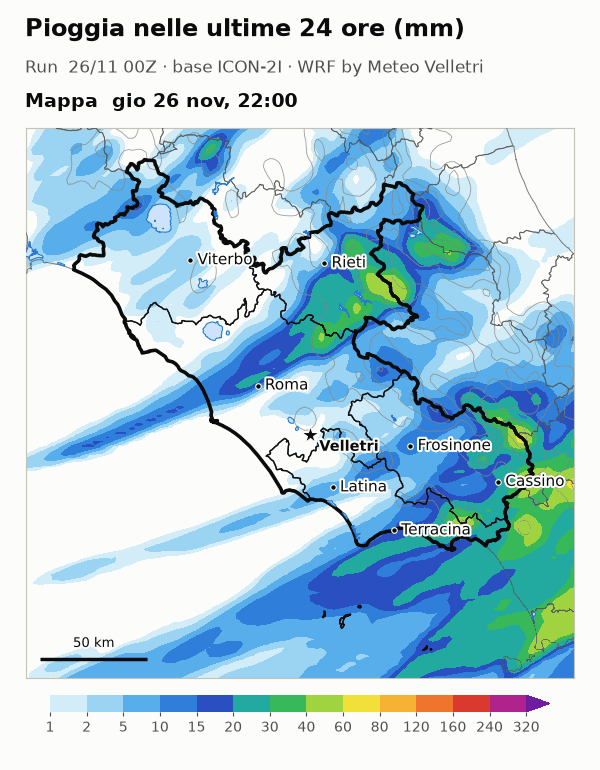 Pioggia nelle ultime 24 ore (mm)
Run 26/11 00Z · base ICON-2I · WRF by Meteo Velletri
Mappa gio 26 nov, 22:00
Viterbo
Rieti
Roma
Velletri
Frosinone
Latina
Cassino
Terracina
50 km
1 2 5 10 15 20 30 40 60 80 120 160 240 320